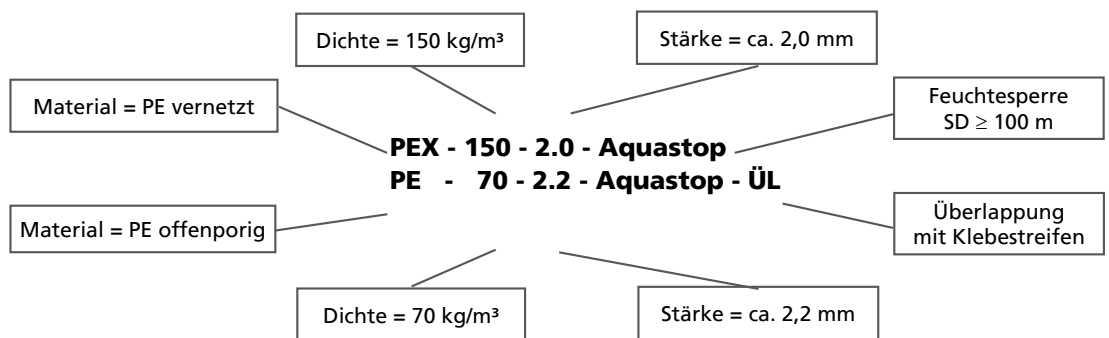 Dichte = 150 kg/m³
Stärke = ca. 2,0 mm
Material = PE vernetzt
Feuchtesperre
SD ≥ 100 m
PEX - 150 - 2.0 - Aquastop
PE - 70 - 2.2 - Aquastop - ÜL
Material = PE offenporig
Überlappung
mit Klebestreifen
Dichte = 70 kg/m³
Stärke = ca. 2,2 mm